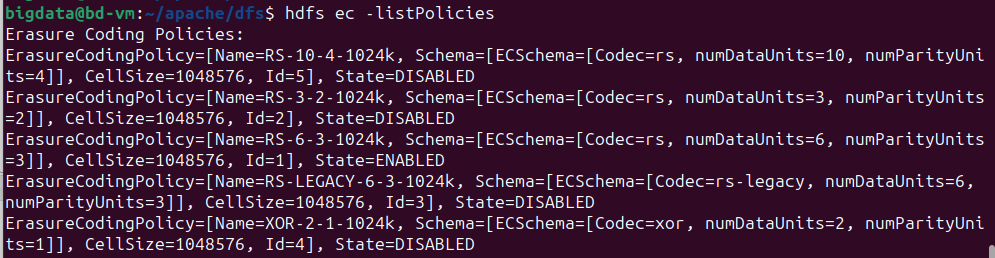 bigdata@bd-vm:~/apache/dfs$ hdfs ec -listPolicies
Erasure Coding Policies:
ErasureCodingPolicy=[Name=RS-10-4-1024k, Schema=[ECSchema=[Codec=rs, numDataUnits=10, numParityUni
ts=4]], CellSize=1048576, Id=5], State=DISABLED
ErasureCodingPolicy=[Name=RS-3-2-1024k, Schema=[ECSchema=[Codec=rs, numDataUnits=3, numParityUnits
=2]], CellSize=1048576, Id=2], State=DISABLED
ErasureCodingPolicy=[Name=RS-6-3-1024k, Schema=[ECSchema=[Codec=rs, numDataUnits=6, numParityUnits
=3]], CellSize=1048576, Id=1], State=ENABLED
ErasureCodingPolicy=[Name=RS-LEGACY-6-3-1024k, Schema=[ECSchema=[Codec=rs-legacy, numDataUnits=6,
numParityUnits=3]], CellSize=1048576, Id=3], State=DISABLED
ErasureCodingPolicy=[Name=XOR-2-1-1024k, Schema=[ECSchema=[Codec=xor, numDataUnits=2, numParityUni
ts=1]], CellSize=1048576, Id=4], State=DISABLED